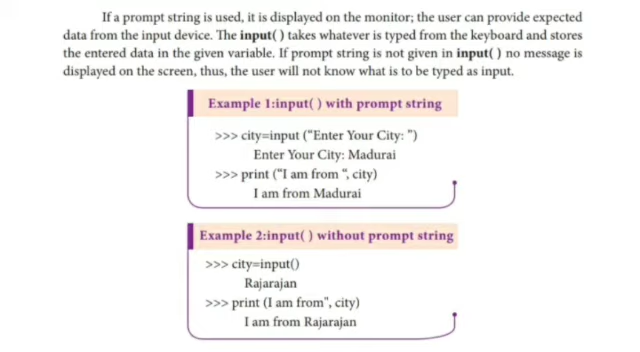 If a prompt string is used, it is displayed on the monitor; the user can provide expected
data from the input device. The input( ) takes whatever is typed from the keyboard and stores
the entered data in the given variable. If prompt string is not given in input( ) no message is
displayed on the screen, thus, the user will not know what is to be typed as input.
Example 1:input( ) with prompt string
>>> city=input (“Enter Your City: ”)
Enter Your City: Madurai
>>> print (“I am from “, city)
I am from Madurai
Example 2:input( ) without prompt string
>>> city=input()
Rajarajan
>>> print (I am from", city)
I am from Rajarajan